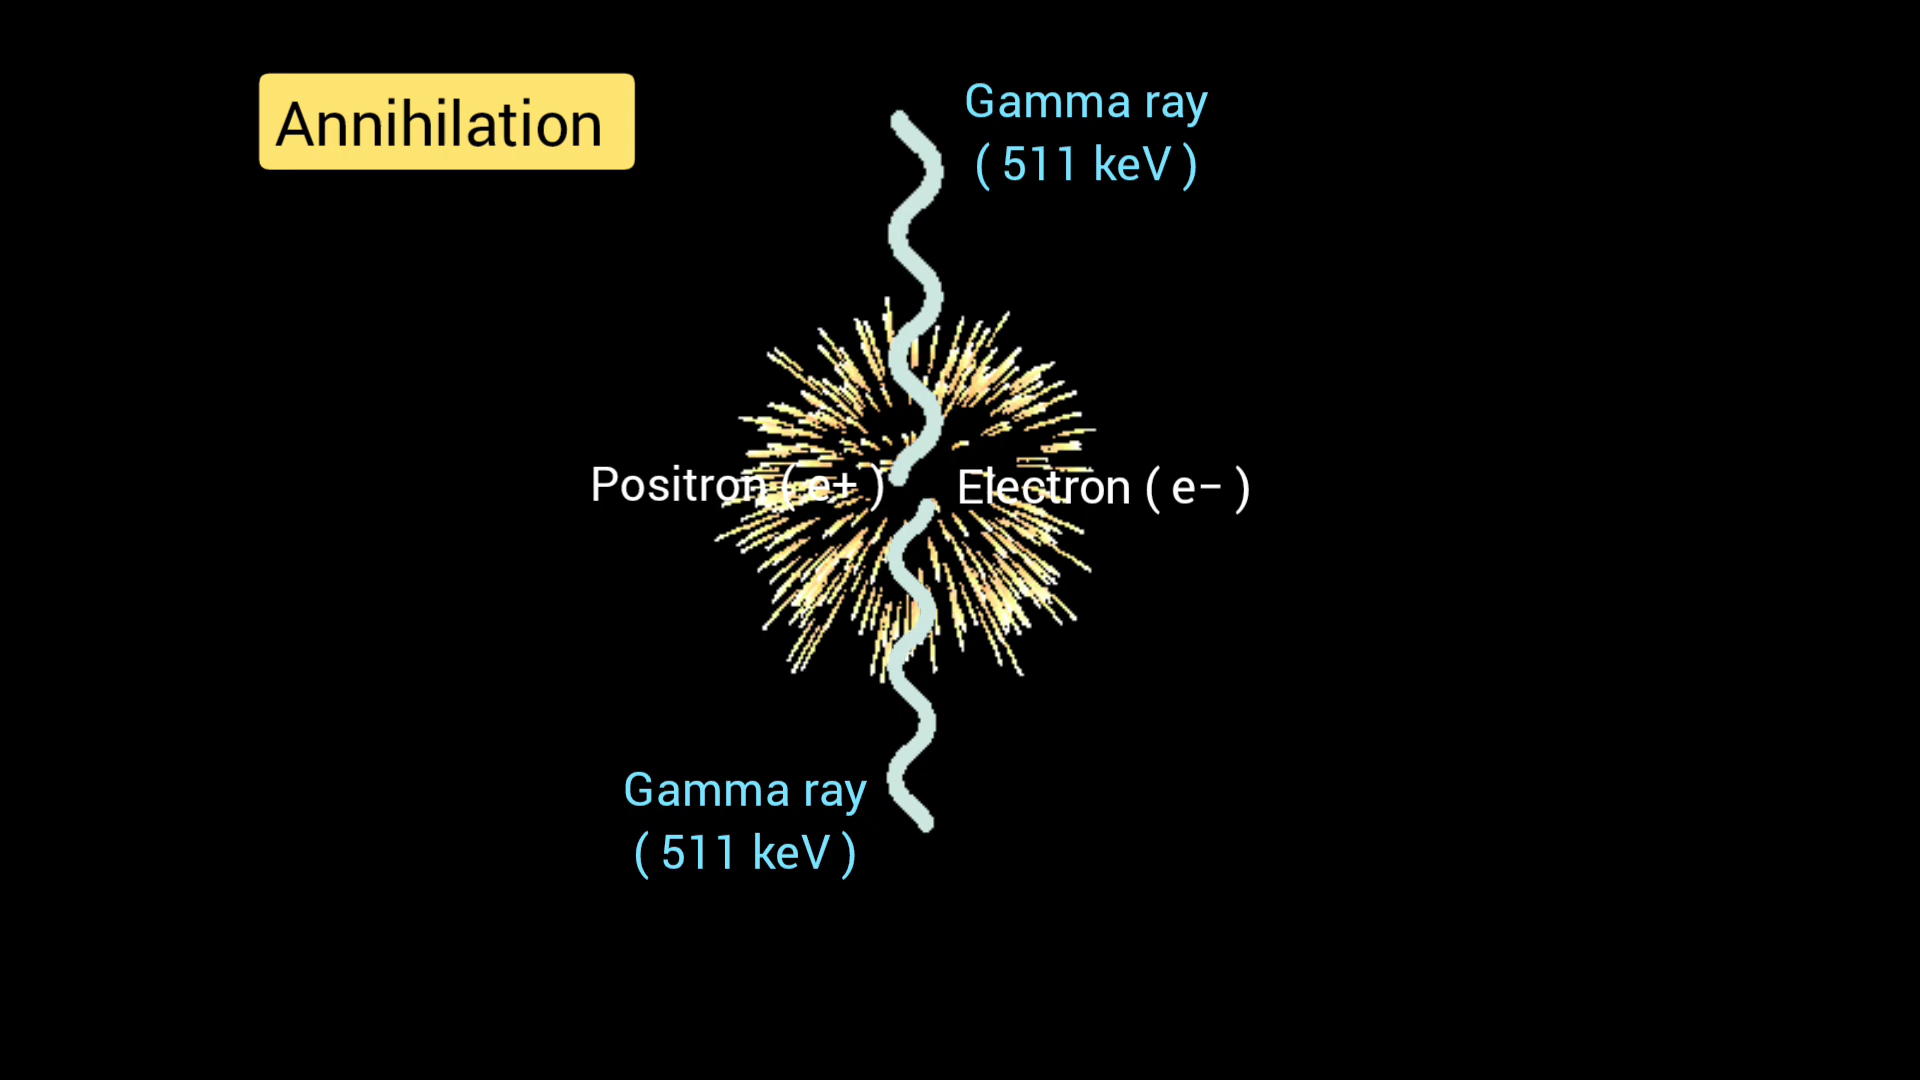 Annihilation
Gamma ray
( 511 keV )
Positron ( e+ )
Electron ( e− )
Gamma ray
( 511 keV )